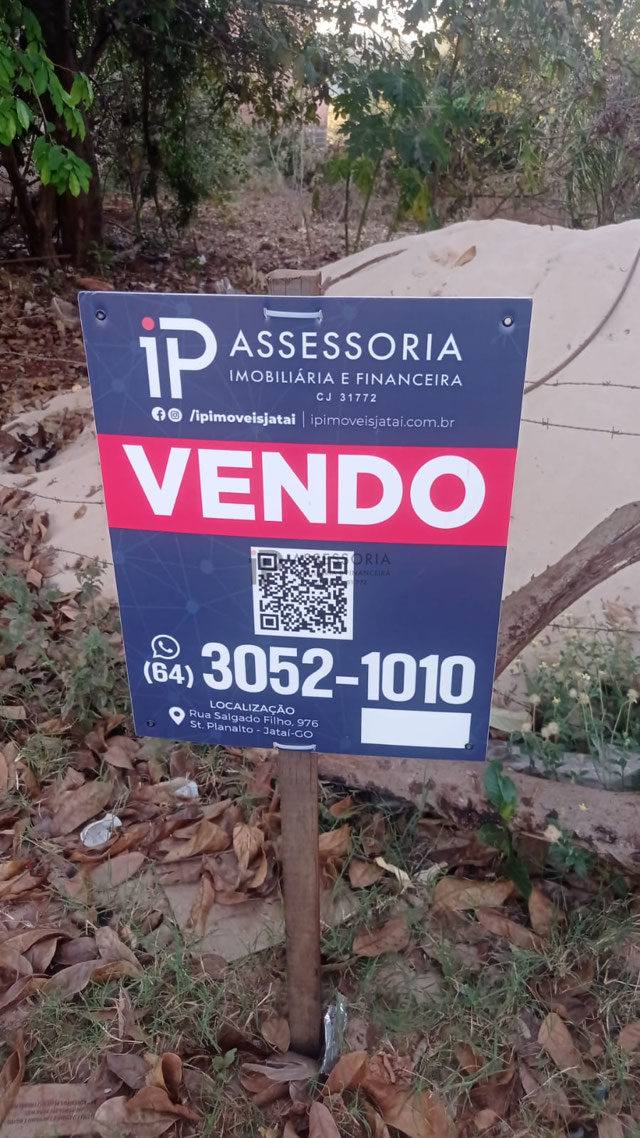 iP ASSESSORIA
IMOBILIÁRIA E FINANCEIRA
CJ 31772
/ipimoveisjatai | ipimoveisjatai.com.br
VENDO
ASSESSORIA
(64) 3052-1010
LOCALIZAÇÃO
Rua Salgado Filho, 976
St. Planalto - Jataí-GO